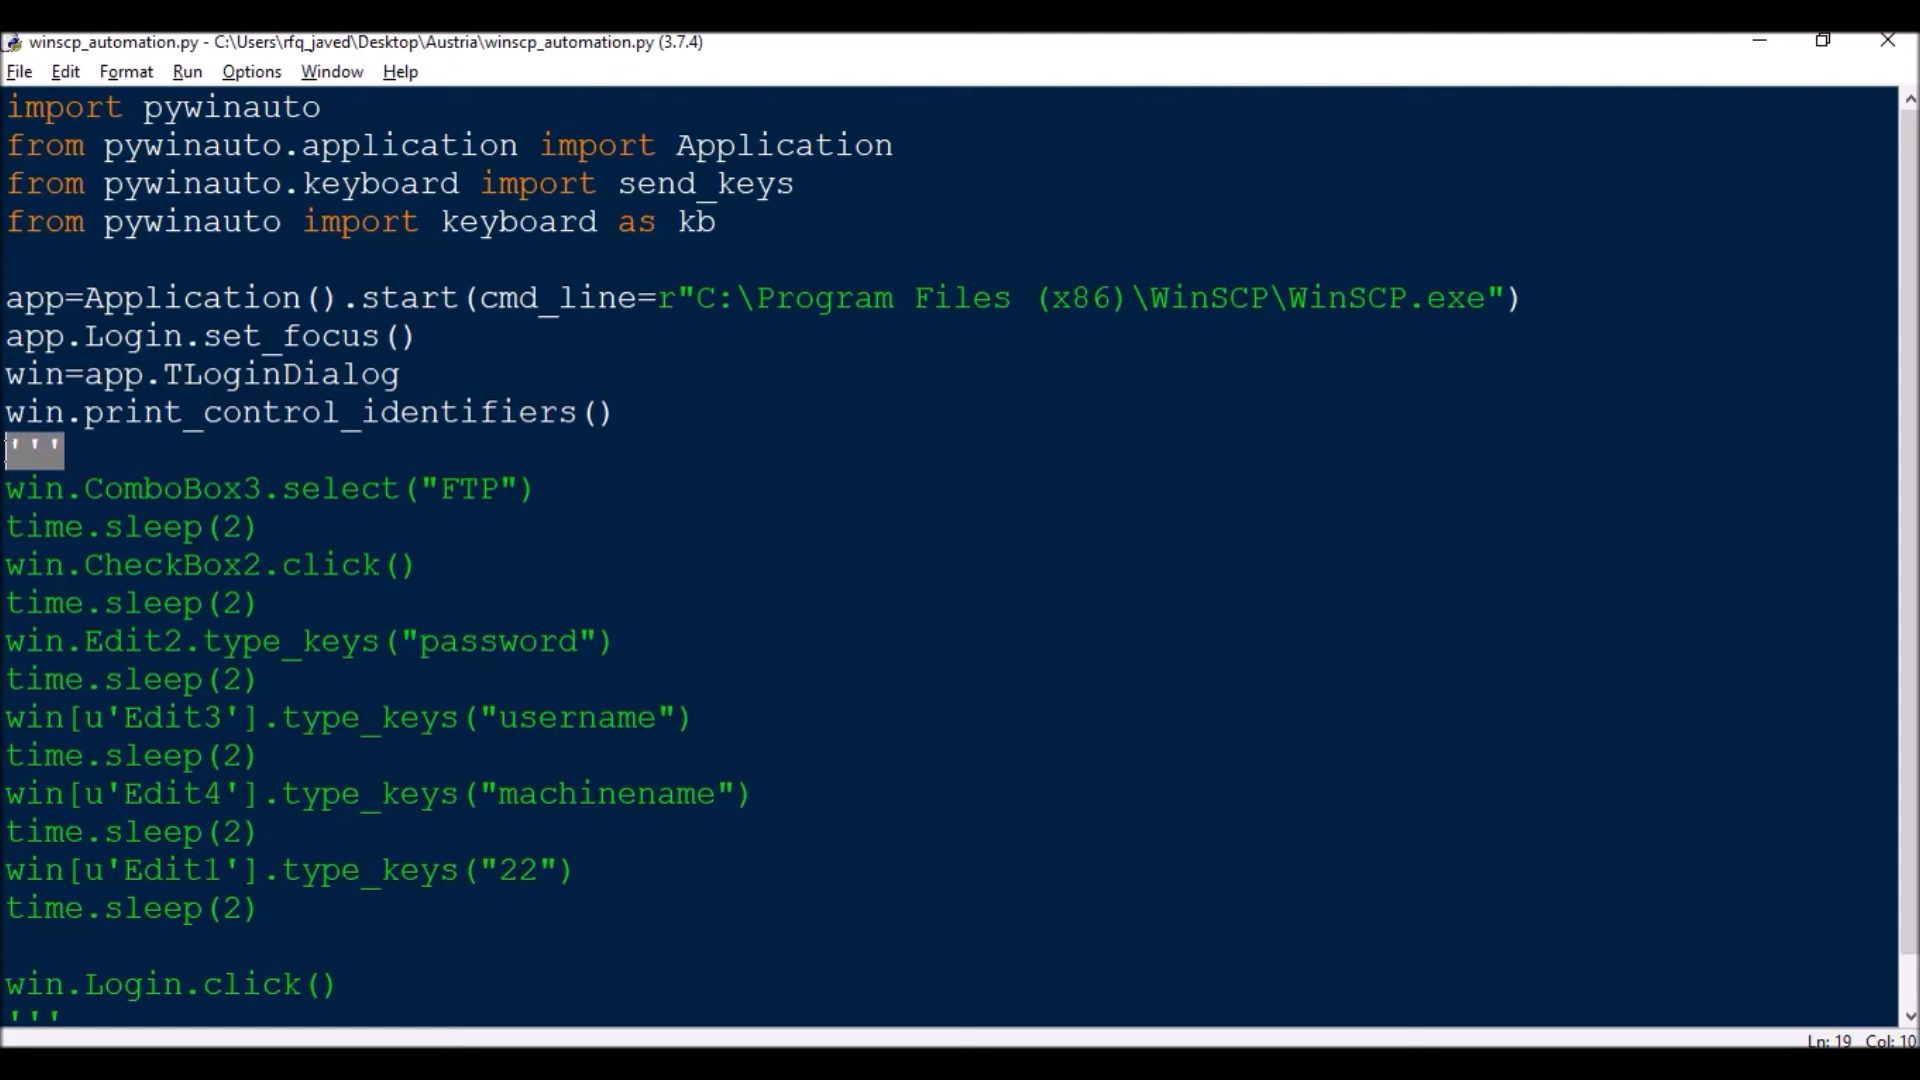 winscp_automation.py - C:\Users\rfq_javed\Desktop\Austria\winscp_automation.py (3.7.4)
File Edit Format Run Options Window Help
import pywinauto
from pywinauto.application import Application
from pywinauto.keyboard import send_keys
from pywinauto import keyboard as kb
app=Application().start(cmd_line=r"C:\Program Files (x86)\WinSCP\WinSCP.exe")
app.Login.set_focus()
win=app.TLoginDialog
win.print_control_identifiers()
'''
win.ComboBox3.select("FTP")
time.sleep(2)
win.CheckBox2.click()
time.sleep(2)
win.Edit2.type_keys("password")
time.sleep(2)
win[u'Edit3'].type_keys("username")
time.sleep(2)
win[u'Edit4'].type_keys("machinename")
time.sleep(2)
win[u'Edit1'].type_keys("22")
time.sleep(2)
win.Login.click()
'''
Ln: 19 Col: 10